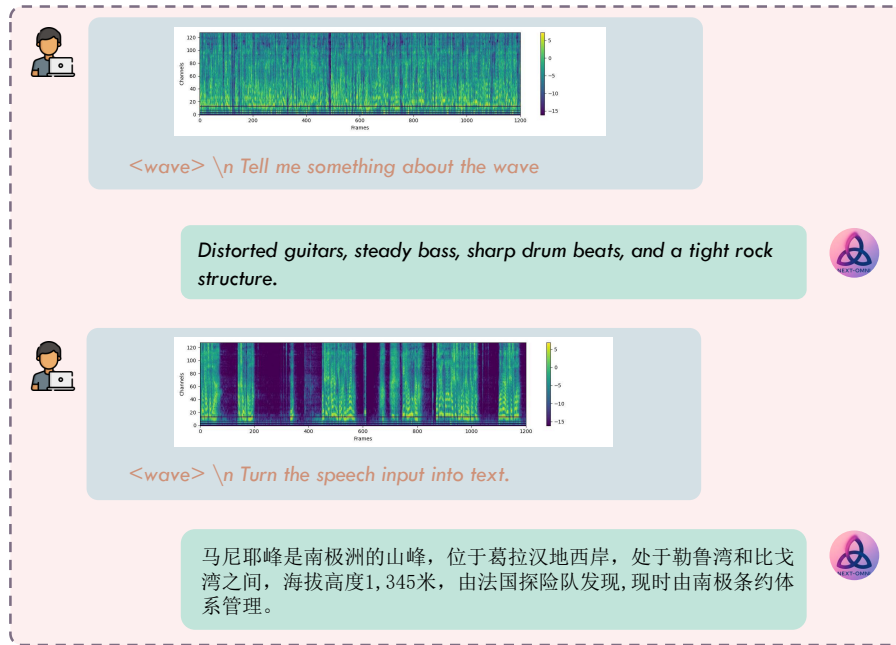 120
100
80
60
40
20
0
Channels
0
200
400
600
800
1000
1200
Frames
5
0
−5
−10
−15
<wave> \n Tell me something about the wave
Distorted guitars, steady bass, sharp drum beats, and a tight rock
structure.
NEXT-OMNI
120
100
80
60
40
20
0
Channels
0
200
400
600
800
1000
1200
Frames
5
0
−5
−10
−15
<wave> \n Turn the speech input into text.
马尼耶峰是南极洲的山峰，位于葛拉汉地西岸，处于勒鲁湾和比戈
湾之间，海拔高度1,345米，由法国探险队发现,现时由南极条约体
系管理。
NEXT-OMNI